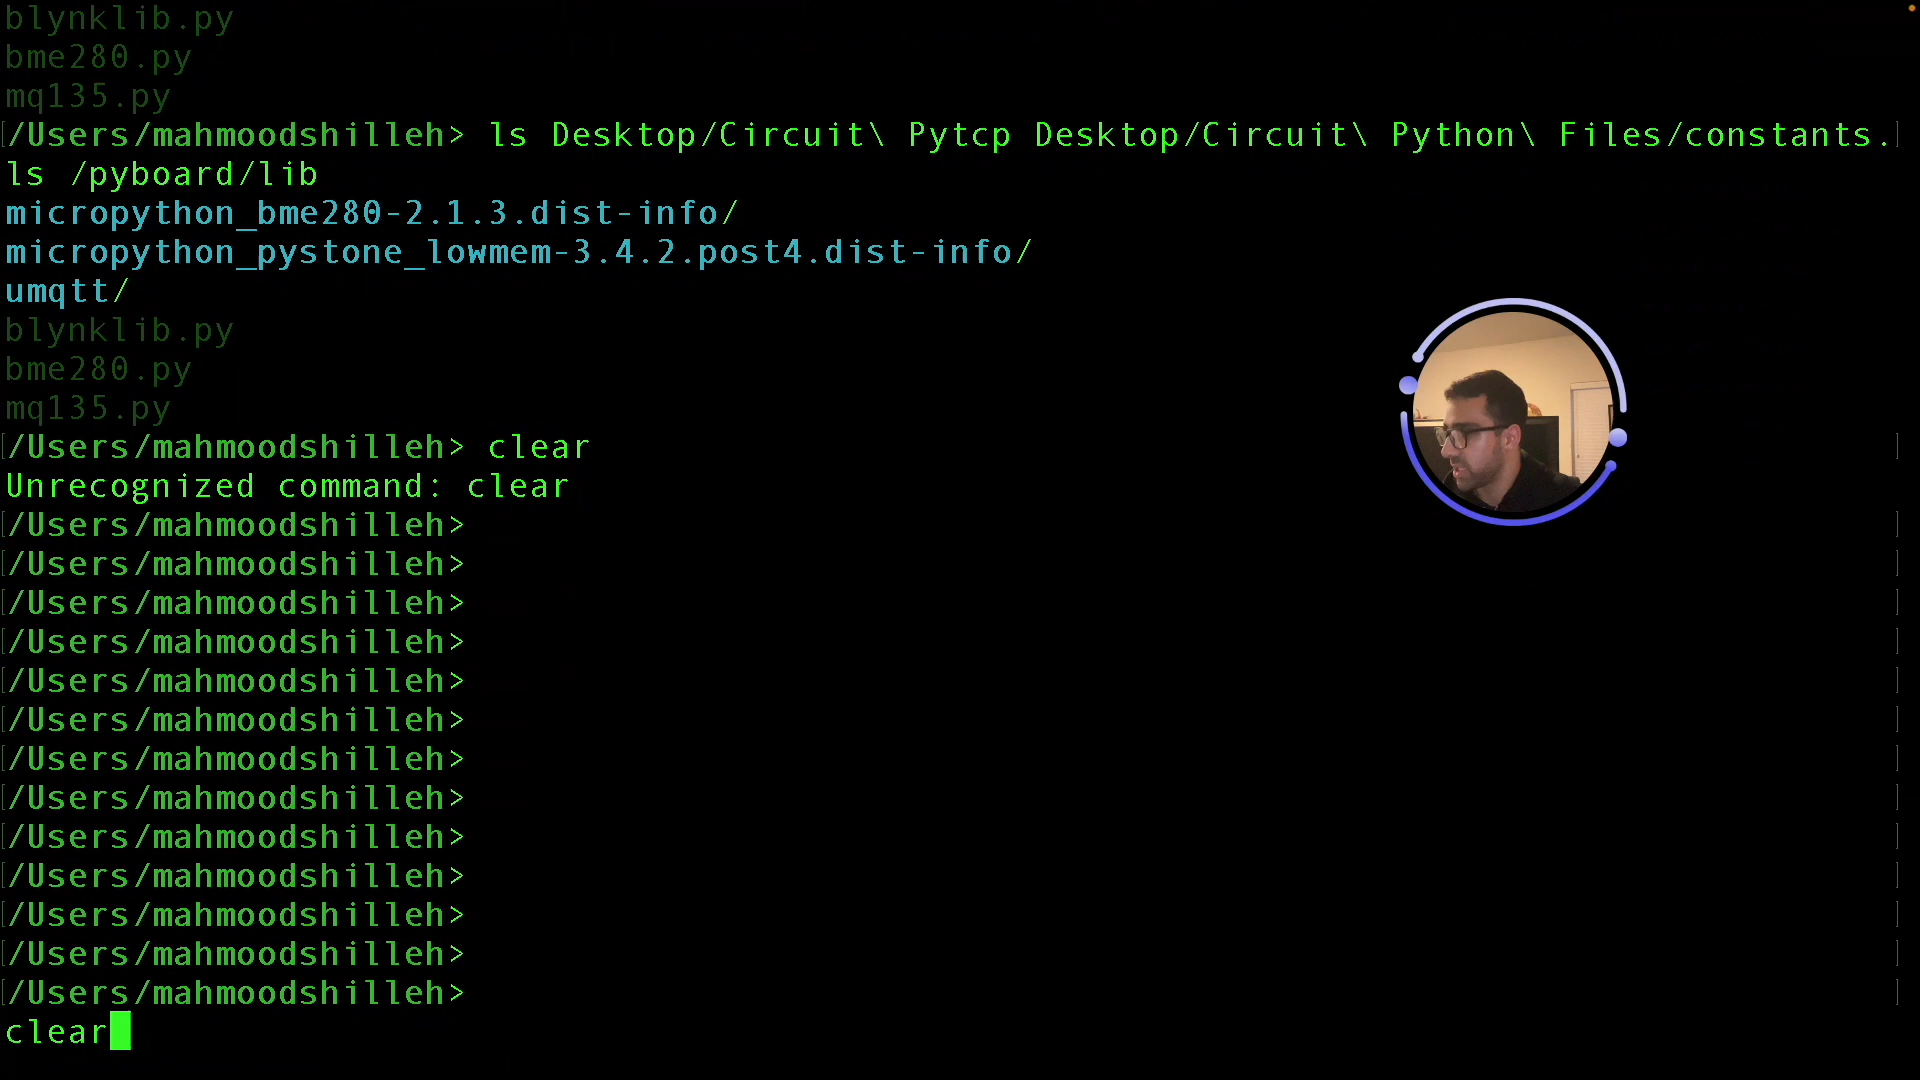 blynklib.py
bme280.py
mq135.py
[/Users/mahmoodshilleh> ls Desktop/Circuit\ Pytcp Desktop/Circuit\ Python\ Files/constants.]
ls /pyboard/lib
micropython_bme280-2.1.3.dist-info/
micropython_pystone_lowmem-3.4.2.post4.dist-info/
umqtt/
blynklib.py
bme280.py
mq135.py
[/Users/mahmoodshilleh> clear ]
Unrecognized command: clear
[/Users/mahmoodshilleh> ]
[/Users/mahmoodshilleh> ]
[/Users/mahmoodshilleh> ]
[/Users/mahmoodshilleh> ]
[/Users/mahmoodshilleh> ]
[/Users/mahmoodshilleh> ]
[/Users/mahmoodshilleh> ]
[/Users/mahmoodshilleh> ]
[/Users/mahmoodshilleh> ]
[/Users/mahmoodshilleh> ]
[/Users/mahmoodshilleh> ]
[/Users/mahmoodshilleh> ]
[/Users/mahmoodshilleh> ]
clear